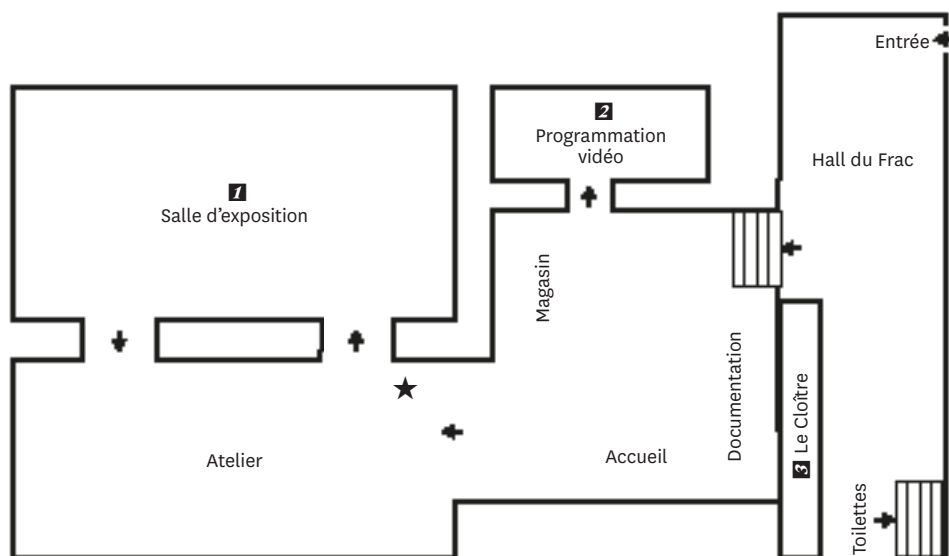 Entrée
2
Programmation
vidéo
Hall du Frac
1
Salle d’exposition
Magasin
Documentation
3 Le Cloître
Atelier
Accueil
Toilettes